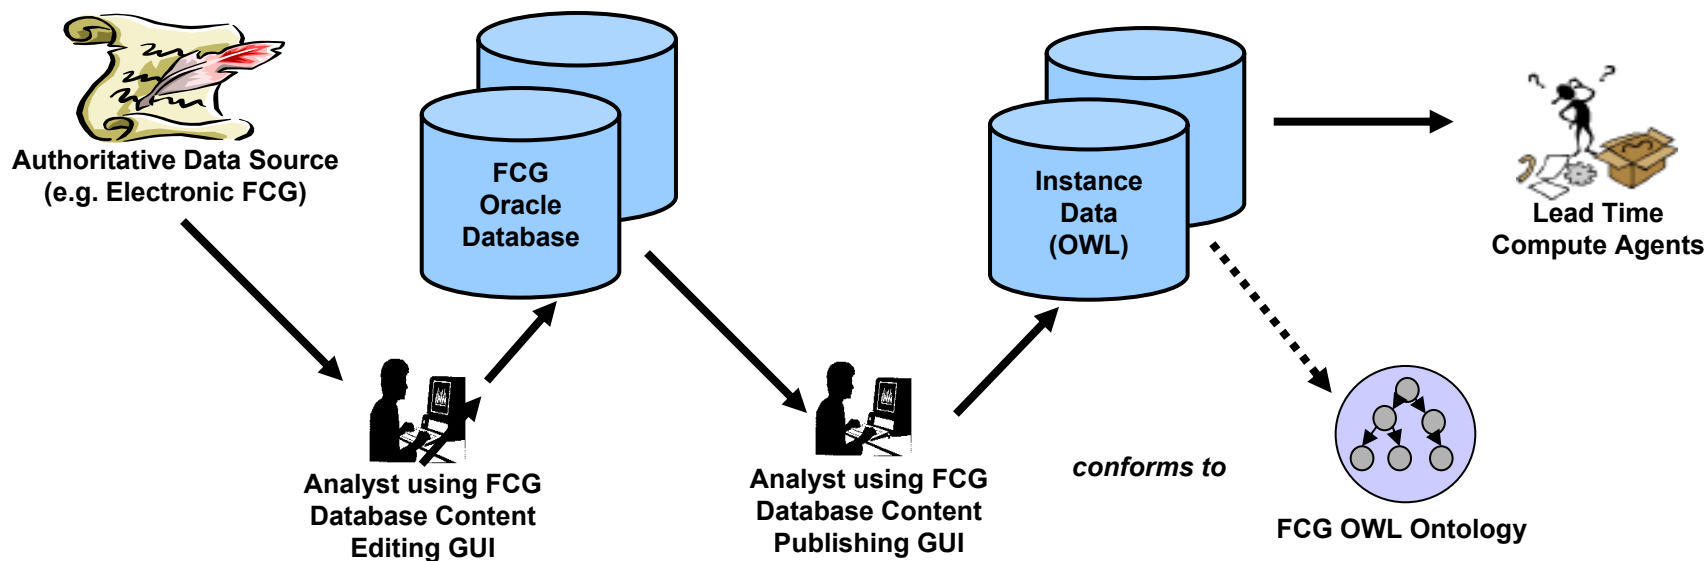 Authoritative Data Source
(e.g. Electronic FCG)
FCG
Oracle
Database
Instance
Data
(OWL)
?
?
Lead Time
Compute Agents
Analyst using FCG
Database Content
Editing GUI
Analyst using FCG
Database Content
Publishing GUI
conforms to
FCG OWL Ontology